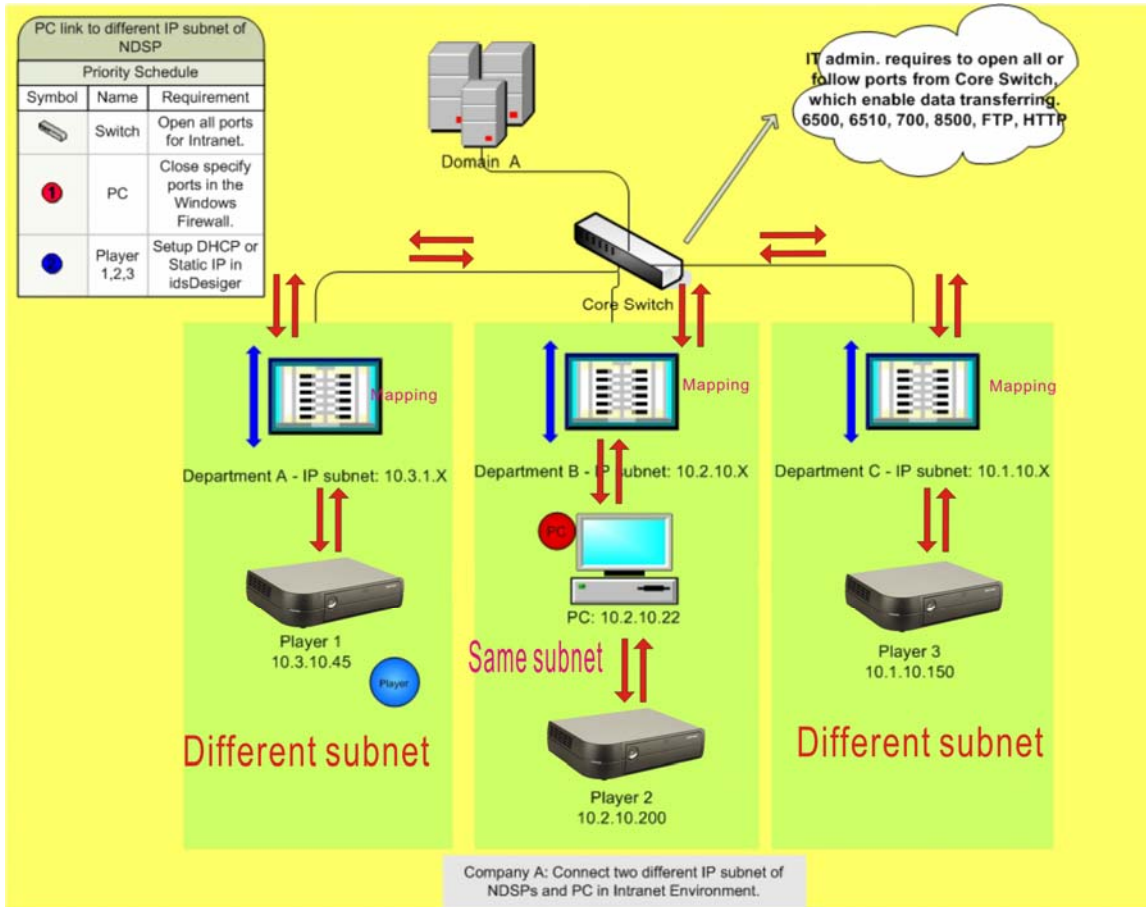 PC link to different IP subnet of
NDSP
Priority Schedule
Symbol Name Requirement
Switch Open all ports
for Intranet.
1 PC Close specify
ports in the
Windows
Firewall.
Player
1,2,3 Setup DHCP or
Static IP in
idsDesiger
Domain A
IT admin. requires to open all or
follow ports from Core Switch,
which enable data transferring.
6500, 6510, 700, 8500, FTP, HTTP
Core Switch
Mapping
Mapping
Mapping
Department A - IP subnet: 10.3.1.X
Department B - IP subnet: 10.2.10.X
Department C - IP subnet: 10.1.10.X
PC
PC: 10.2.10.22
Player 1
10.3.10.45
Player
Same subnet
Player 3
10.1.10.150
Different subnet
Different subnet
Player 2
10.2.10.200
Company A: Connect two different IP subnet of
NDSPs and PC in Intranet Environment.